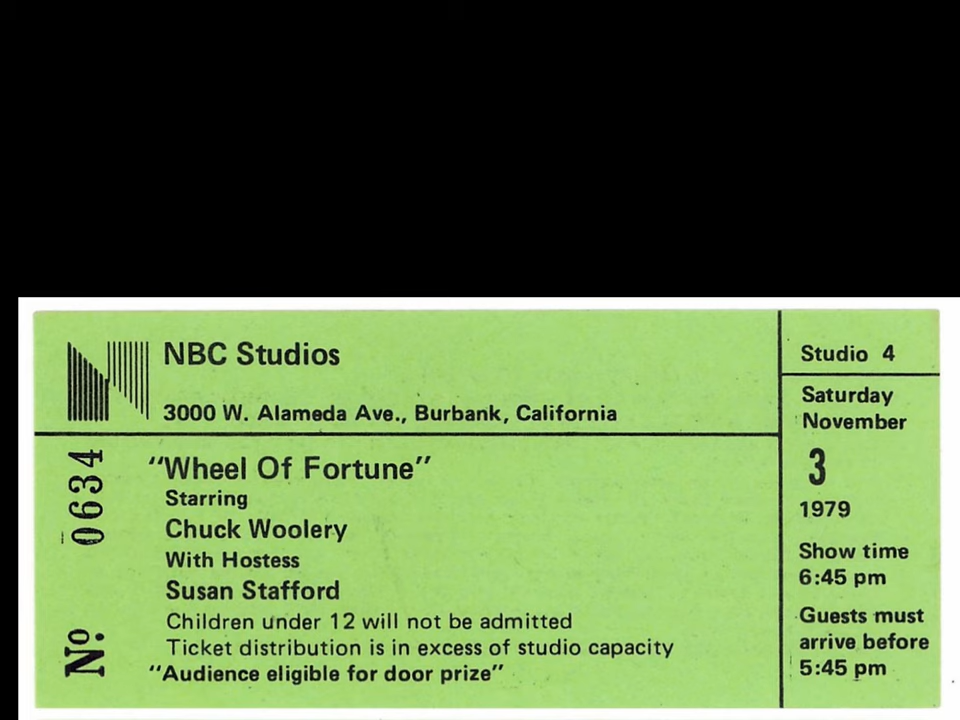 NBC Studios
3000 W. Alameda Ave., Burbank, California
Nº. 0634
"Wheel Of Fortune"
Starring
Chuck Woolery
With Hostess
Susan Stafford
Children under 12 will not be admitted
Ticket distribution is in excess of studio capacity
"Audience eligible for door prize"
Studio 4
Saturday
November
3
1979
Show time
6:45 pm
Guests must
arrive before
5:45 pm